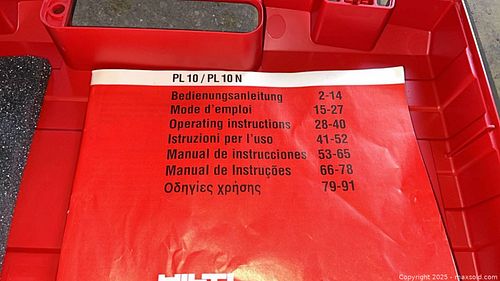 PL 10 / PL 10 N
Bedienungsanleitung 2-14
Mode d'emploi 15-27
Operating instructions 28-40
Istruzioni per l'uso 41-52
Manual de instrucciones 53-65
Manual de Instruções 66-78
Οδηγίες χρήσης 79-91
HILTI
Copyright 2025 - maxsold.com